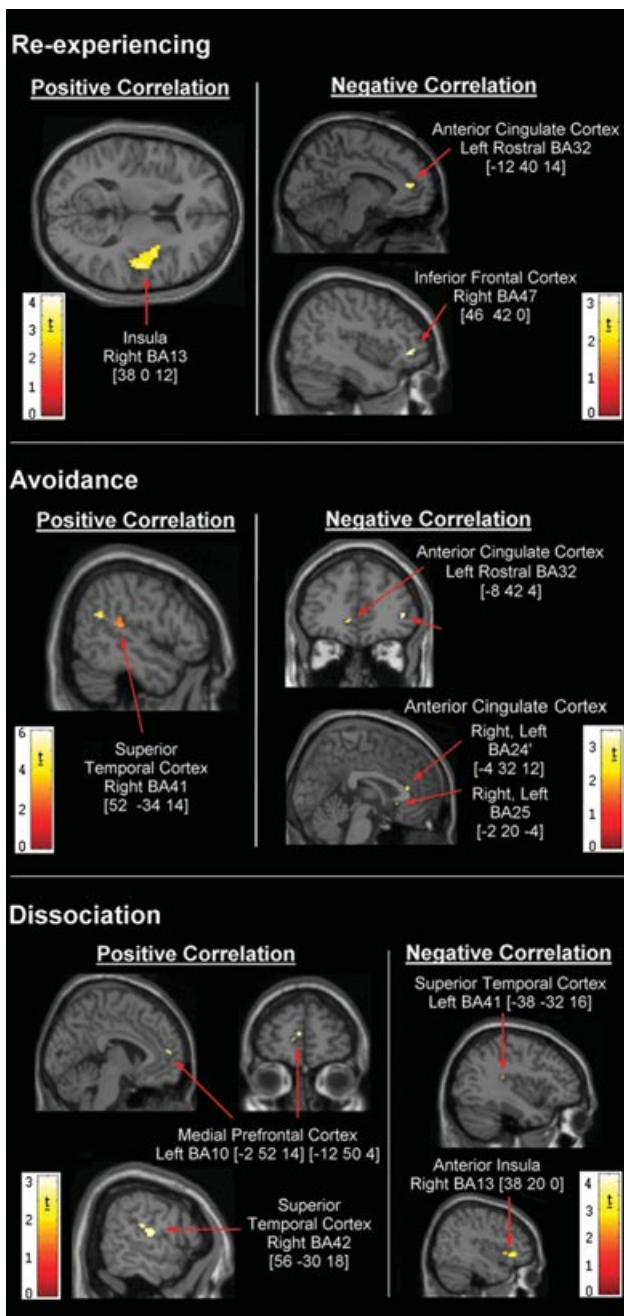 Re-experiencing
Positive Correlation
4
3
2
1
0
t
Insula
Right BA13
[38 0 12]
Negative Correlation
Anterior Cingulate Cortex
Left Rostral BA32
[-12 40 14]
Inferior Frontal Cortex
Right BA47
[46 42 0]
3
2
1
0
t
Avoidance
Positive Correlation
6
4
2
0
t
Superior
Temporal Cortex
Right BA41
[52 -34 14]
Negative Correlation
Anterior Cingulate Cortex
Left Rostral BA32
[-8 42 4]
Anterior Cingulate Cortex
Right, Left
BA24'
[-4 32 12]
Right, Left
BA25
[-2 20 -4]
3
2
1
0
t
Dissociation
Positive Correlation
Medial Prefrontal Cortex
Left BA10 [-2 52 14] [-12 50 4]
3
2
1
0
t
Superior
Temporal Cortex
Right BA42
[56 -30 18]
Negative Correlation
Superior Temporal Cortex
Left BA41 [-38 -32 16]
Anterior Insula
Right BA13 [38 20 0]
4
3
2
1
0
t